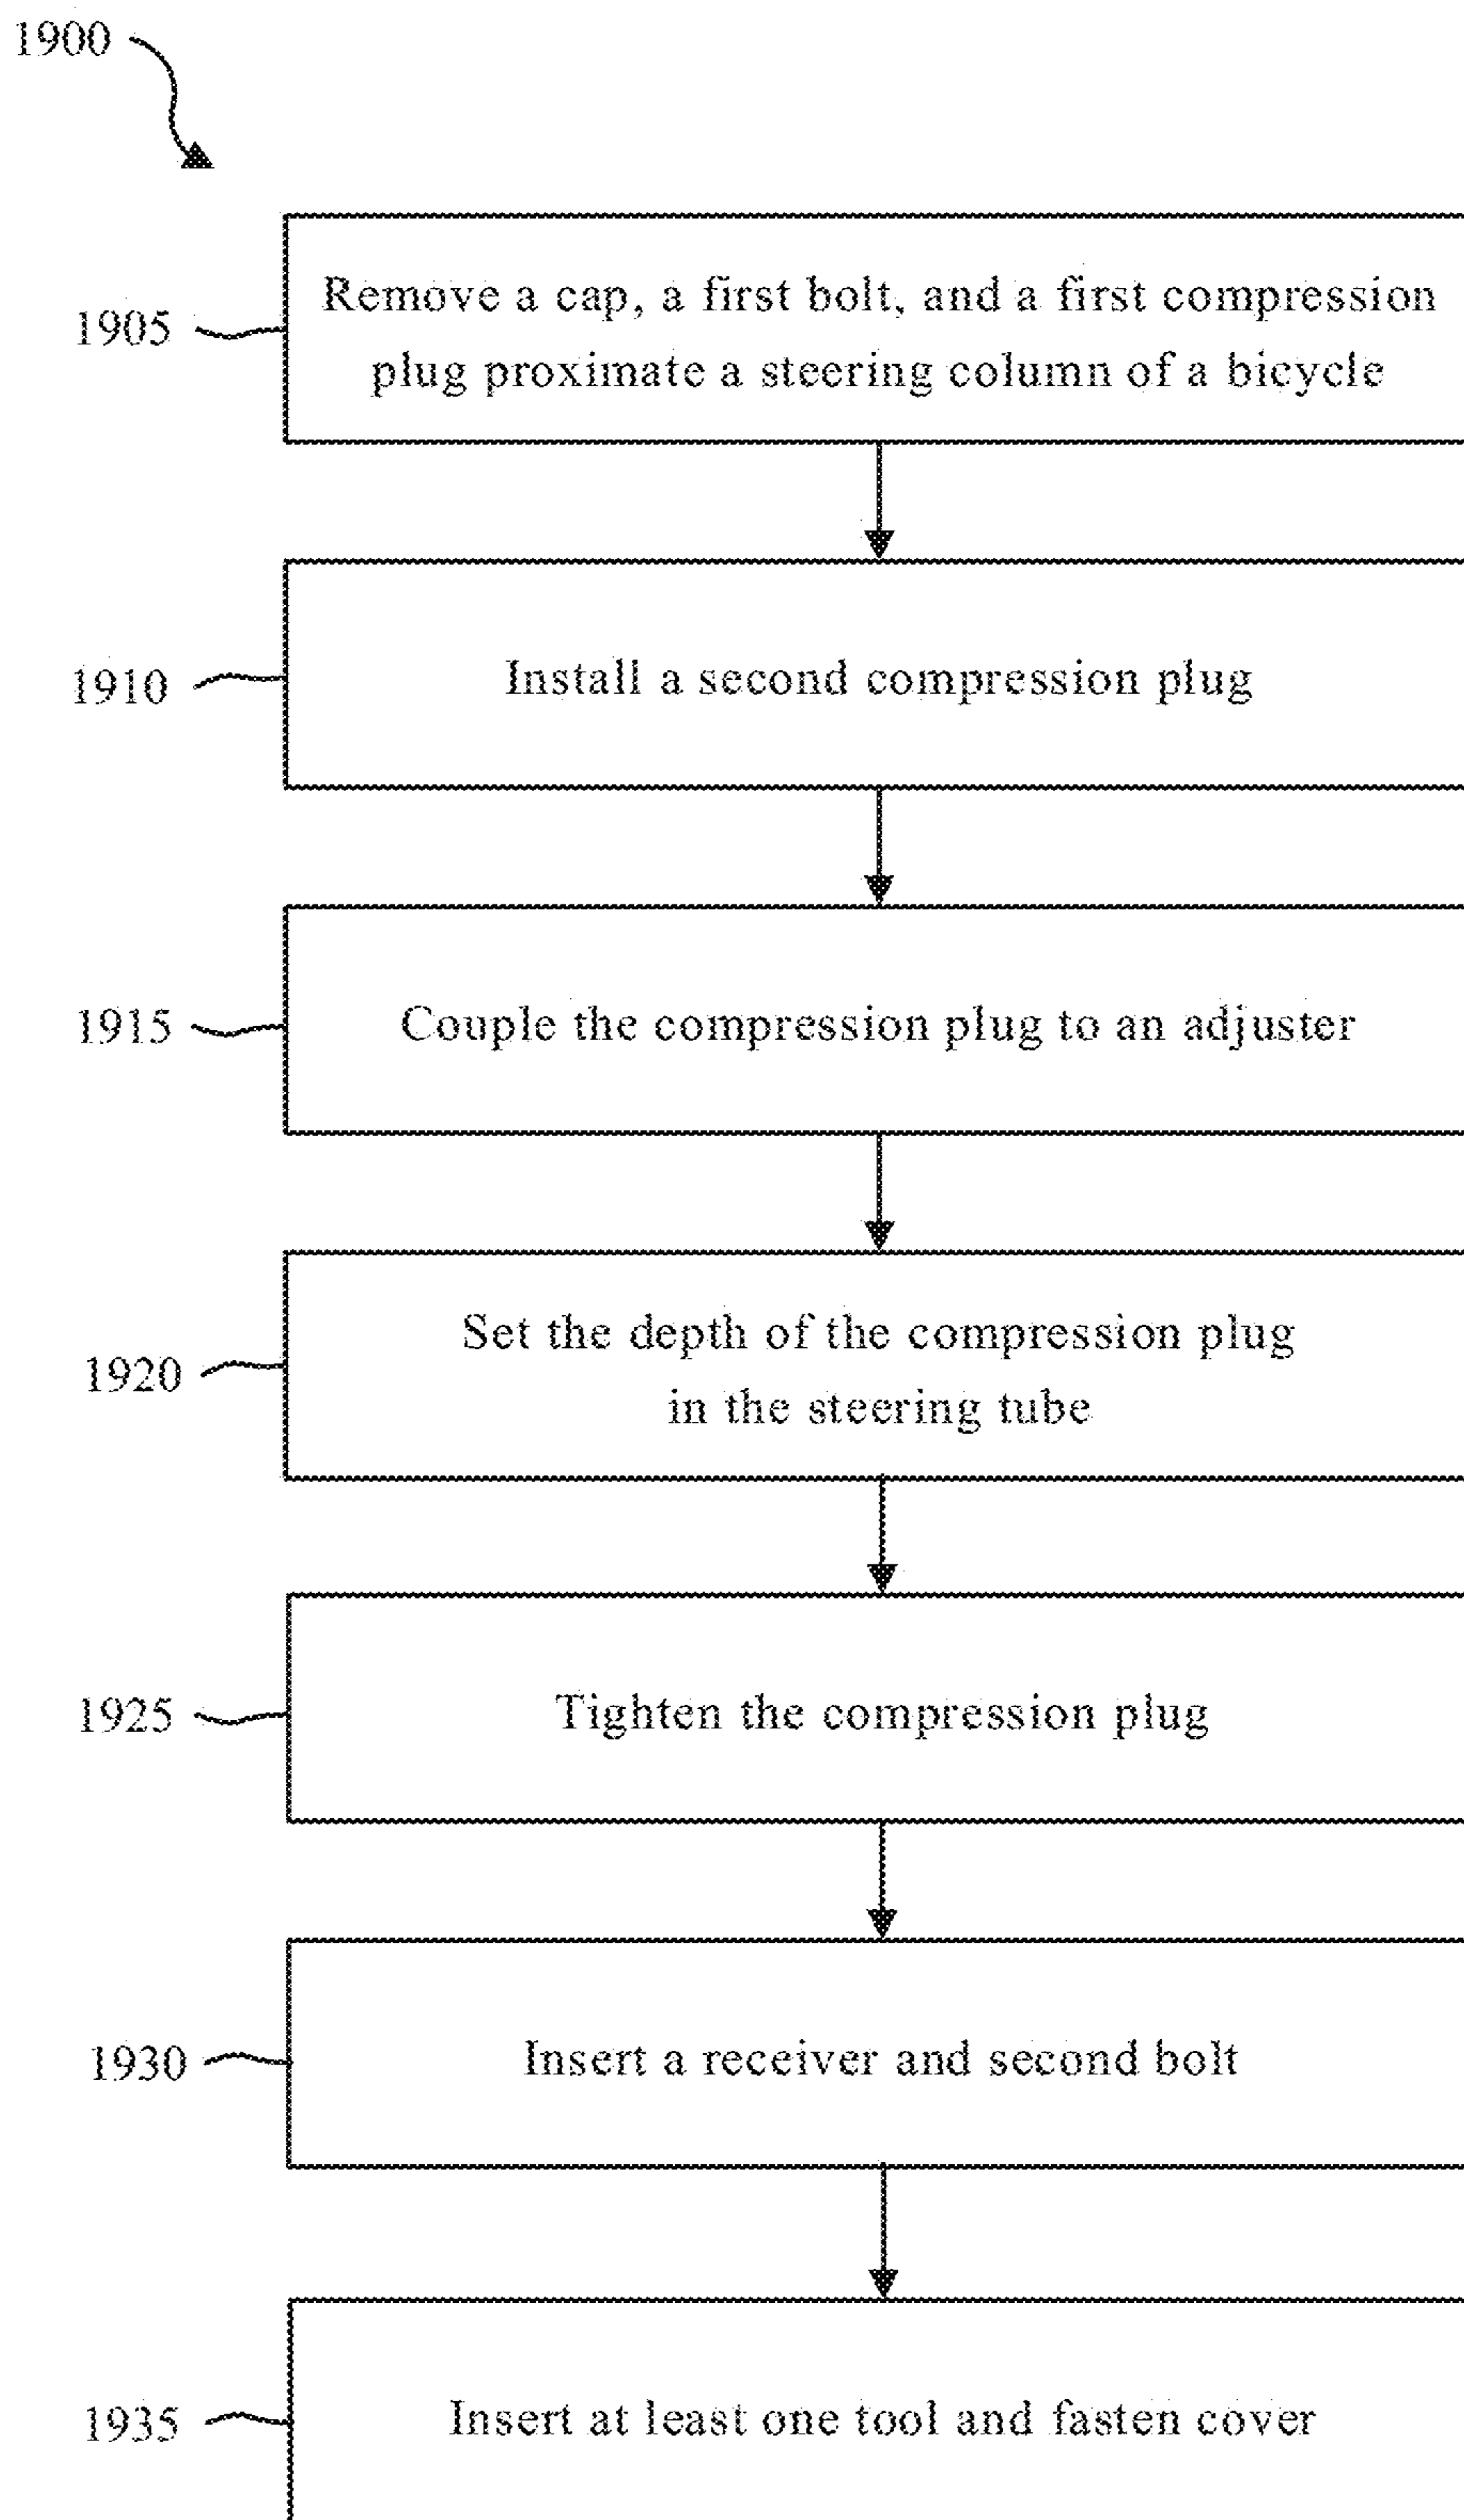 1900
1905
Remove a cap, a first bolt, and a first compression
plug proximate a steering column of a bicycle
1910
Install a second compression plug
1915
Couple the compression plug to an adjuster
1920
Set the depth of the compression plug
in the steering tube
1925
Tighten the compression plug
1930
Insert a receiver and second bolt
1935
Insert at least one tool and fasten cover